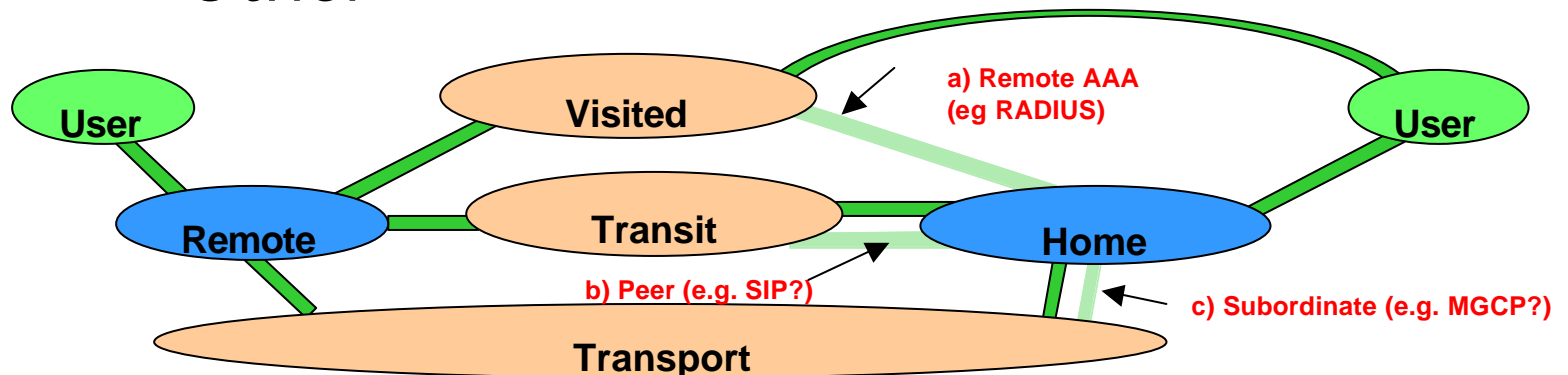 User
Visited
a) Remote AAA
(eg RADIUS)
User
Remote
Transit
Home
b) Peer (e.g. SIP?)
c) Subordinate (e.g. MGCP?)
Transport